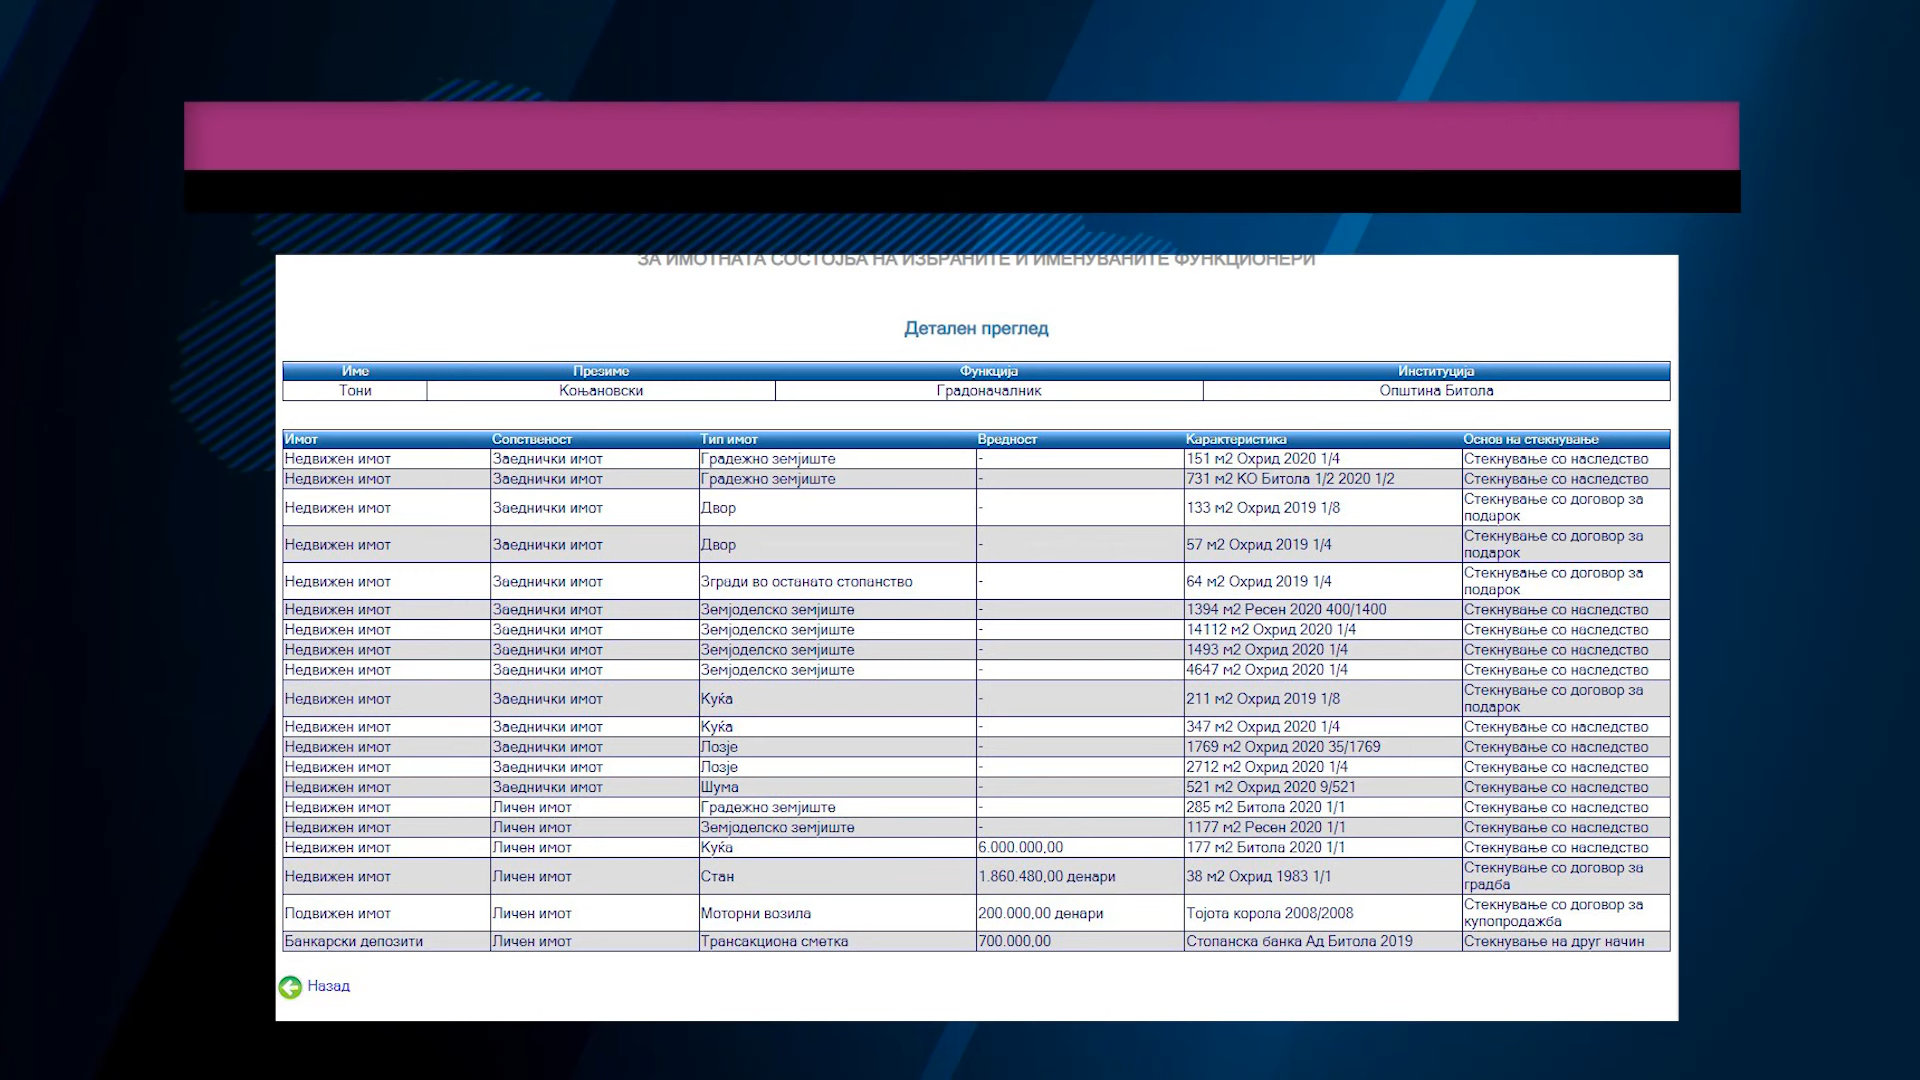 ЗА ИМОТНАТА СОСТОЈБА НА ИЗБРАНИТЕ И ИМЕНУВАНИТЕ ФУНКЦИОНЕРИ
Детален преглед
Име Презиме Функција Институција
Тони Коњановски Градоначалник Општина Битола
Имот Сопственост Тип имот Вредност Карактеристика Основ на стекнување
Недвижен имот Заеднички имот Градежно земјиште - 151 м2 Охрид 2020 1/4 Стекнување со наследство
Недвижен имот Заеднички имот Градежно земјиште - 731 м2 КО Битола 1/2 2020 1/2 Стекнување со наследство
Недвижен имот Заеднички имот Двор - 133 м2 Охрид 2019 1/8 Стекнување со договор за
подарок
Недвижен имот Заеднички имот Двор - 57 м2 Охрид 2019 1/4 Стекнување со договор за
подарок
Недвижен имот Заеднички имот Згради во останато стопанство - 64 м2 Охрид 2019 1/4 Стекнување со договор за
подарок
Недвижен имот Заеднички имот Земјоделско земјиште - 1394 м2 Ресен 2020 400/1400 Стекнување со наследство
Недвижен имот Заеднички имот Земјоделско земјиште - 14112 м2 Охрид 2020 1/4 Стекнување со наследство
Недвижен имот Заеднички имот Земјоделско земјиште - 1493 м2 Охрид 2020 1/4 Стекнување со наследство
Недвижен имот Заеднички имот Земјоделско земјиште - 4647 м2 Охрид 2020 1/4 Стекнување со наследство
Недвижен имот Заеднички имот Куќа - 211 м2 Охрид 2019 1/8 Стекнување со договор за
подарок
Недвижен имот Заеднички имот Куќа - 347 м2 Охрид 2020 1/4 Стекнување со наследство
Недвижен имот Заеднички имот Лозје - 1769 м2 Охрид 2020 35/1769 Стекнување со наследство
Недвижен имот Заеднички имот Лозје - 2712 м2 Охрид 2020 1/4 Стекнување со наследство
Недвижен имот Заеднички имот Шума - 521 м2 Охрид 2020 9/521 Стекнување со наследство
Недвижен имот Личен имот Градежно земјиште - 285 м2 Битола 2020 1/1 Стекнување со наследство
Недвижен имот Личен имот Земјоделско земјиште - 1177 м2 Ресен 2020 1/1 Стекнување со наследство
Недвижен имот Личен имот Куќа 6.000.000,00 177 м2 Битола 2020 1/1 Стекнување со наследство
Недвижен имот Личен имот Стан 1.860.480,00 денари 38 м2 Охрид 1983 1/1 Стекнување со договор за
градба
Подвижен имот Личен имот Моторни возила 200.000,00 денари Тојота корола 2008/2008 Стекнување со договор за
купопродажба
Банкарски депозити Личен имот Трансакциона сметка 700.000,00 Стопанска банка Ад Битола 2019 Стекнување на друг начин
Назад